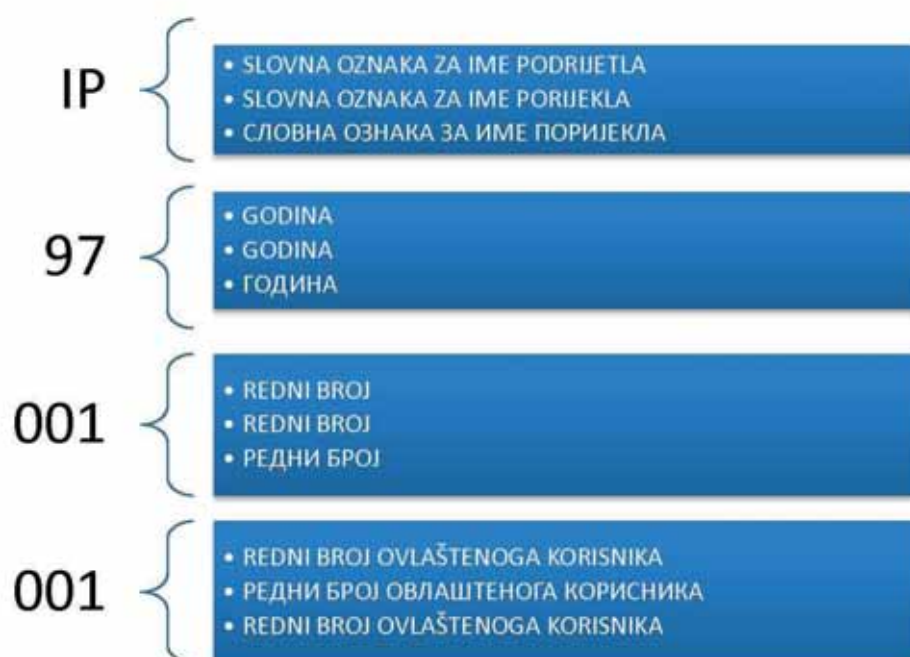 IP
• SLOVNA OZNAKA ZA IME PODRIJETLA
• SLOVNA OZNAKA ZA IME PORIJEKLA
• СЛОВНА ОЗНАКА ЗА ИМЕ ПОРИЈЕКЛА
97
• GODINA
• GODINA
• ГОДИНА
001
• REDNI BROJ
• REDNI BROJ
• РЕДНИ БРОЈ
001
• REDNI BROJ OVLAŠTENOGA KORISNIKA
• РЕДНИ БРОЈ ОВЛАШТЕНОГА КОРИСНИКА
• REDNI BROJ OVLAŠTENOGA KORISNIKA